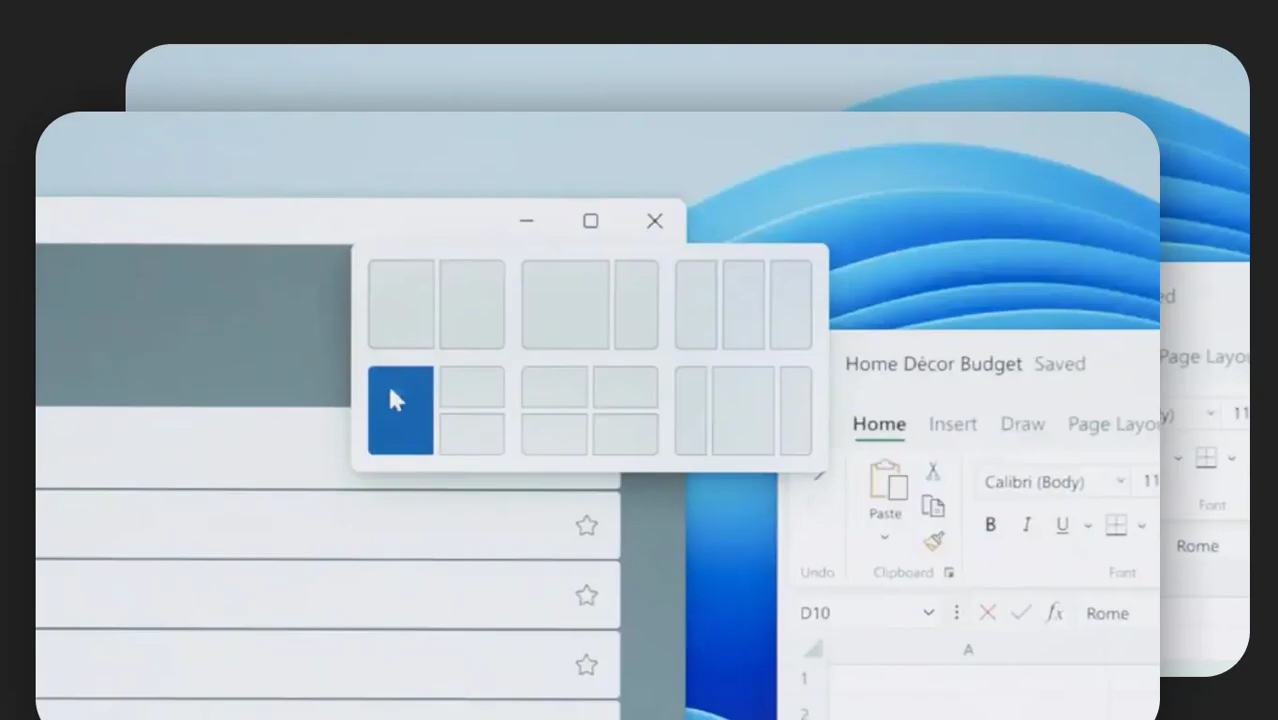 Home Décor Budget Saved
Home Insert Draw Page Layo
Paste
Calibri (Body) 11
B I U
Undo
Clipboard
Font
D10
fx
Rome
A
1
2
ed
Page Layo
y) 11
Font
Rome